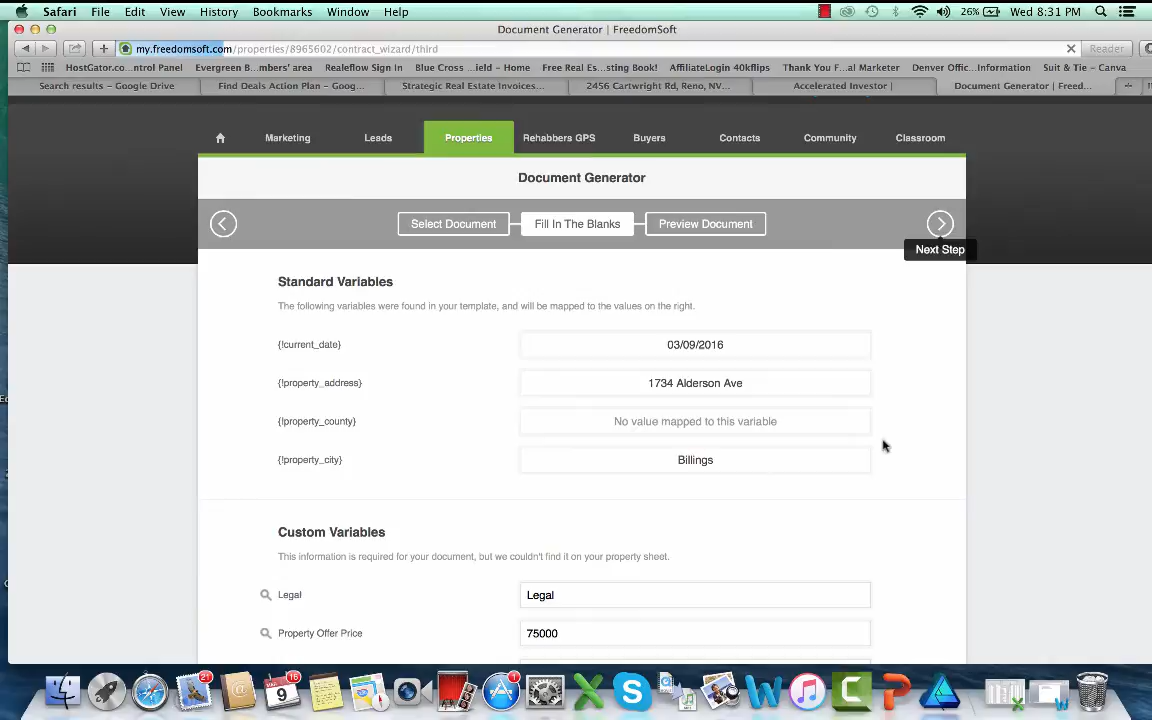 Safari File Edit View History Bookmarks Window Help 26% Wed 8:31 PM
Document Generator | FreedomSoft
my.freedomsoft.com/properties/8965602/contract_wizard/third Reader
HostGator.co...ntrol Panel Evergreen B...mbers' area Realeflow Sign In Blue Cross ...ield - Home Free Real Es...sting Book! AffiliateLogin 40kflips Thank You F...al Marketer Denver Offic...Information Suit & Tie – Canva
Search results – Google Drive Find Deals Action Plan – Goog... Strategic Real Estate Invoices... 2456 Cartwright Rd, Reno, NV... Accelerated Investor | Document Generator | Freed...
Marketing Leads Properties Rehabbers GPS Buyers Contacts Community Classroom
Document Generator
Select Document Fill In The Blanks Preview Document
Next Step
Standard Variables
The following variables were found in your template, and will be mapped to the values on the right.
{!current_date} 03/09/2016
{!property_address} 1734 Alderson Ave
{!property_county} No value mapped to this variable
{!property_city} Billings
Custom Variables
This information is required for your document, but we couldn't find it on your property sheet.
Legal Legal
Property Offer Price 75000
21 MAR 9 16 1